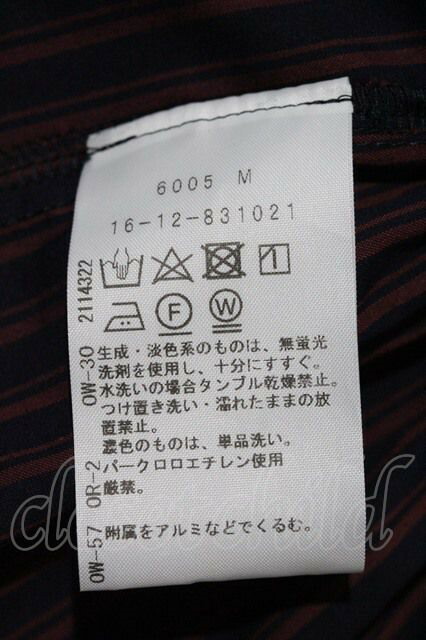 6005 M
16-12-831021
2114322
F
W
OW-30
生成・淡色系のものは、無蛍光
洗剤を使用し、十分にすすぐ。
水洗いの場合タンブル乾燥禁止。
つけ置き洗い・濡れたままの放
置禁止。
濃色のものは、単品洗い。
OR-2
パークロロエチレン使用
厳禁。
OW-57
附属をアルミなどでくるむ。
closetchild